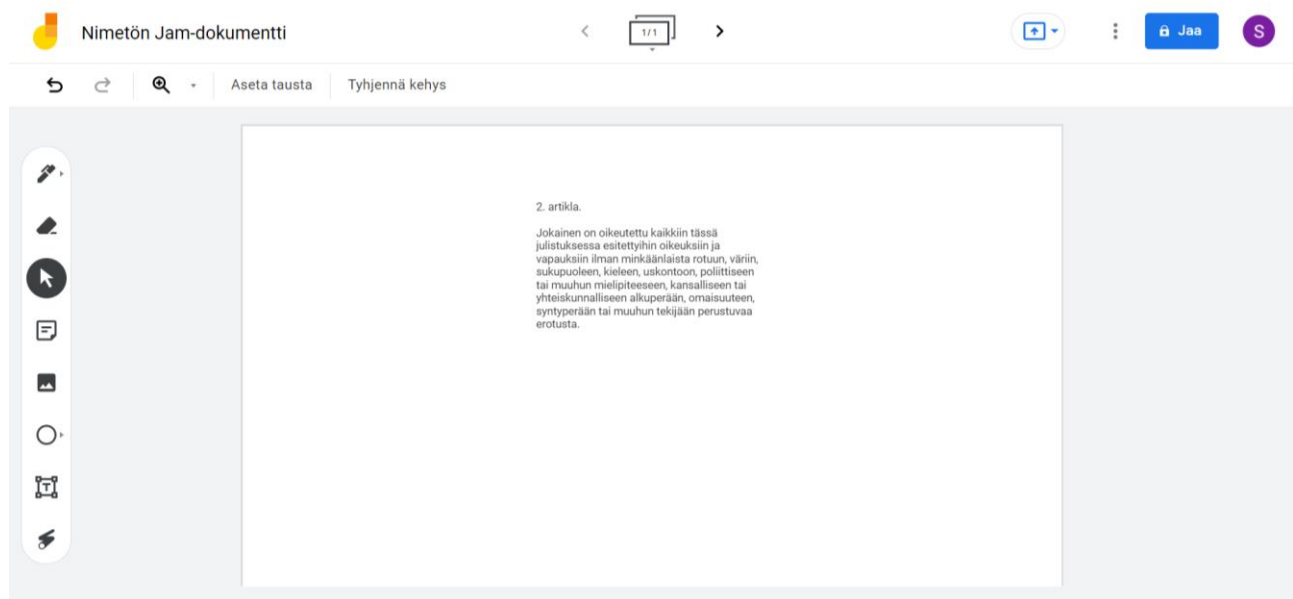 Nimetön Jam-dokumentti
1/1
Jaa
S
Aseta tausta
Tyhjennä kehys
2. artikla.
Jokainen on oikeutettu kaikkiin tässä
julistuksessa esitettyihin oikeuksiin ja
vapauksiin ilman minkäänlaista rotuun, väriin,
sukupuoleen, kieleen, uskontoon, poliittiseen
tai muuhun mielipiteeseen, kansalliseen tai
yhteiskunnalliseen alkuperään, omaisuuteen,
syntyperään tai muuhun tekijään perustuvaa
erotusta.